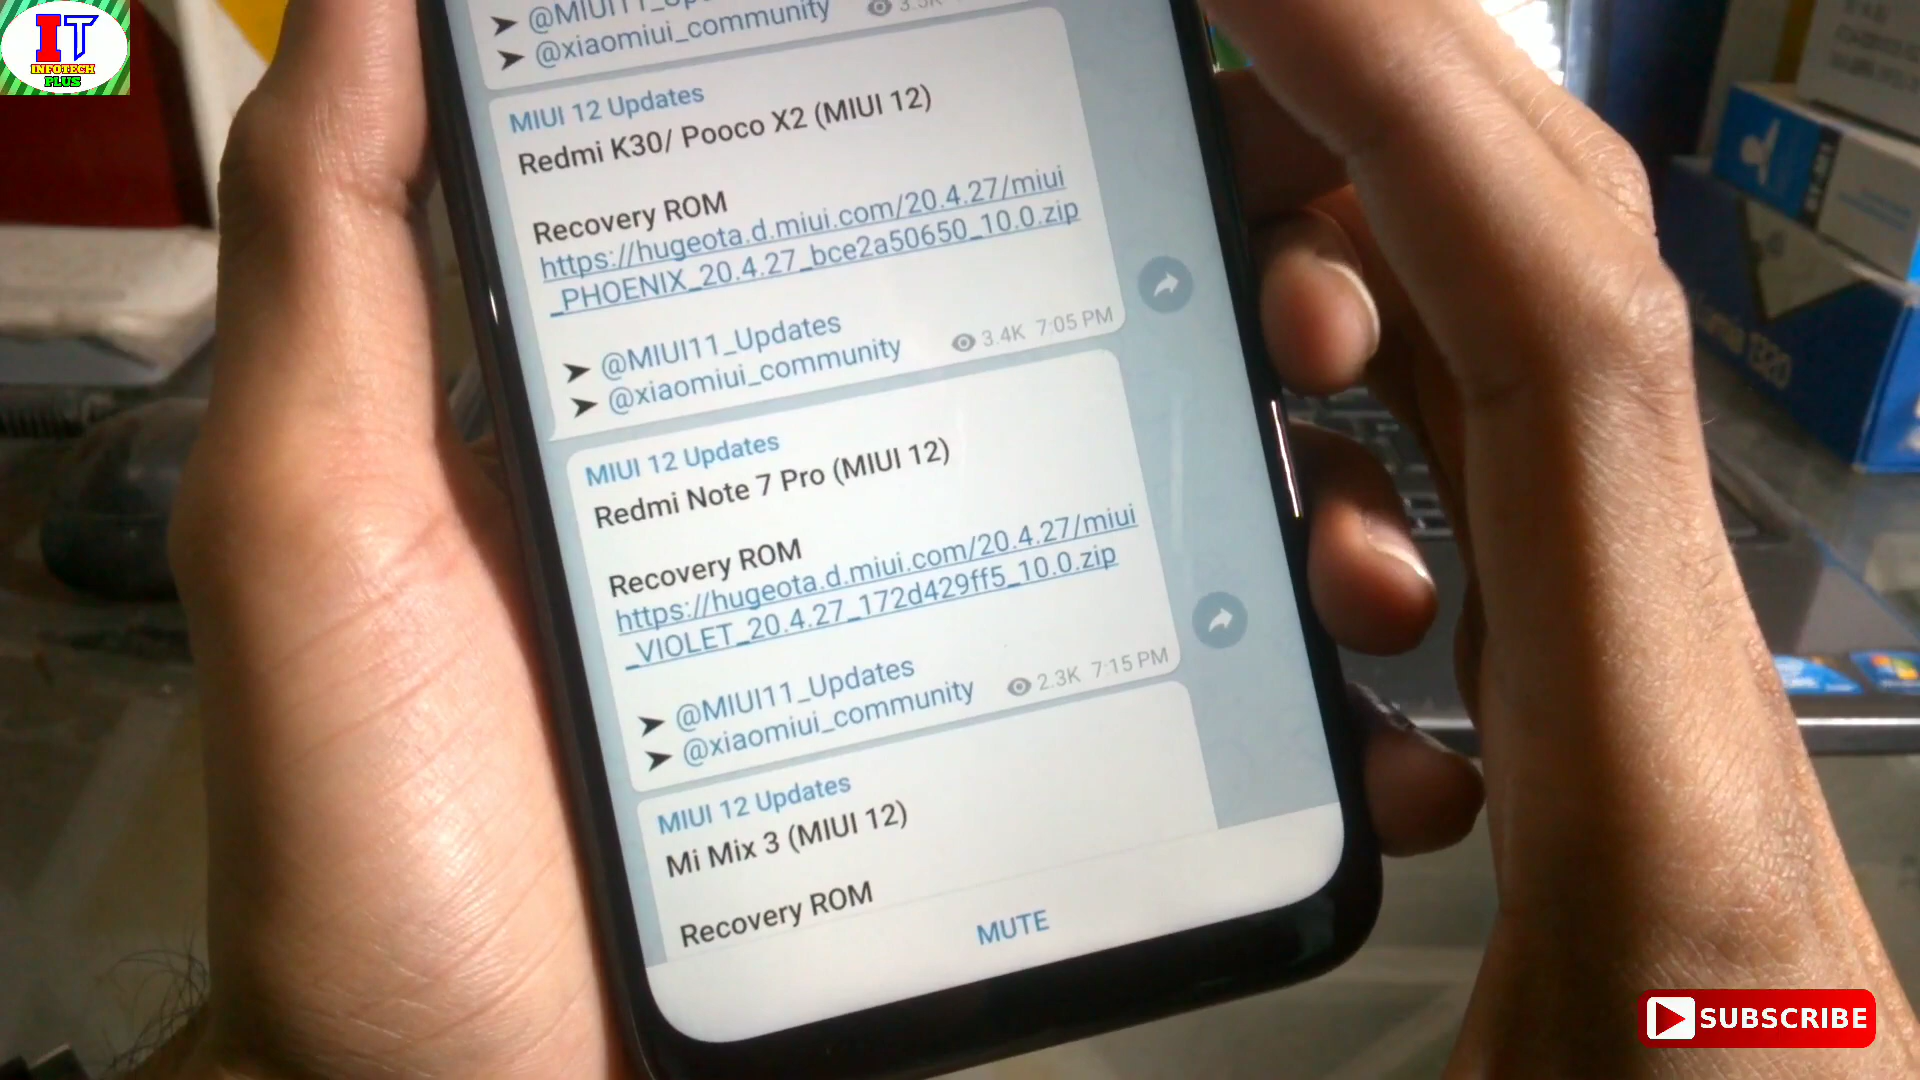 IT
INFOTECH
PLUS
➤ @MIUI11_Upda
➤ @xiaomiui_community 3.5K
MIUI 12 Updates
Redmi K30/ Pooco X2 (MIUI 12)
Recovery ROM
https://hugeota.d.miui.com/20.4.27/miui
_PHOENIX_20.4.27_bce2a50650_10.0.zip
➤ @MIUI11_Updates
➤ @xiaomiui_community 3.4K 7:05 PM
MIUI 12 Updates
Redmi Note 7 Pro (MIUI 12)
Recovery ROM
https://hugeota.d.miui.com/20.4.27/miui
_VIOLET_20.4.27_172d429ff5_10.0.zip
➤ @MIUI11_Updates
➤ @xiaomiui_community 2.3K 7:15 PM
MIUI 12 Updates
Mi Mix 3 (MIUI 12)
Recovery ROM
MUTE
1320
SUBSCRIBE